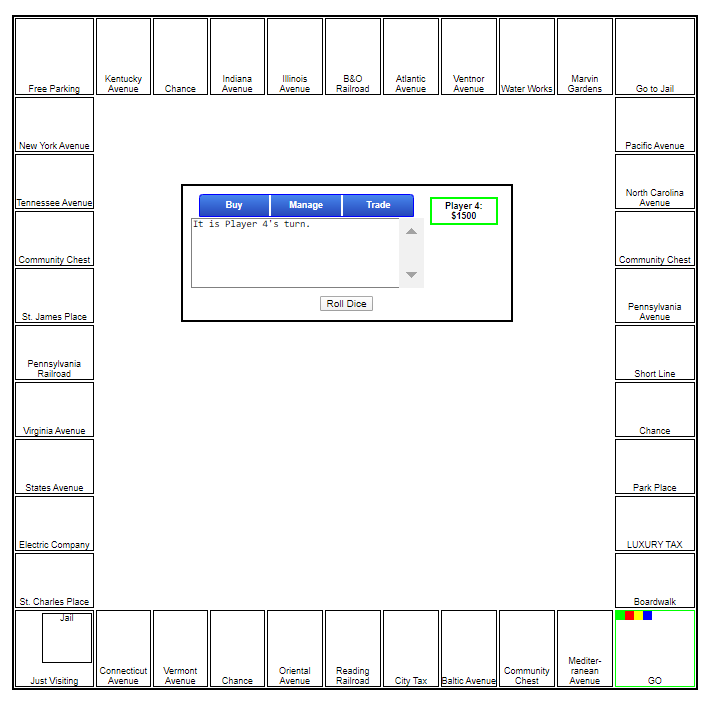 Free Parking
Kentucky
Avenue
Chance
Indiana
Avenue
Illinois
Avenue
B&O
Railroad
Atlantic
Avenue
Ventnor
Avenue
Water Works
Marvin
Gardens
Go to Jail
New York Avenue
Pacific Avenue
Tennessee Avenue
North Carolina
Avenue
Buy
Manage
Trade
Player 4:
$1500
It is Player 4's turn.
Community Chest
Community Chest
Roll Dice
St. James Place
Pennsylvania
Avenue
Pennsylvania
Railroad
Short Line
Virginia Avenue
Chance
States Avenue
Park Place
Electric Company
LUXURY TAX
St. Charles Place
Boardwalk
Jail
Just Visiting
Connecticut
Avenue
Vermont
Avenue
Chance
Oriental
Avenue
Reading
Railroad
City Tax
Baltic Avenue
Community
Chest
Mediter-
ranean
Avenue
GO